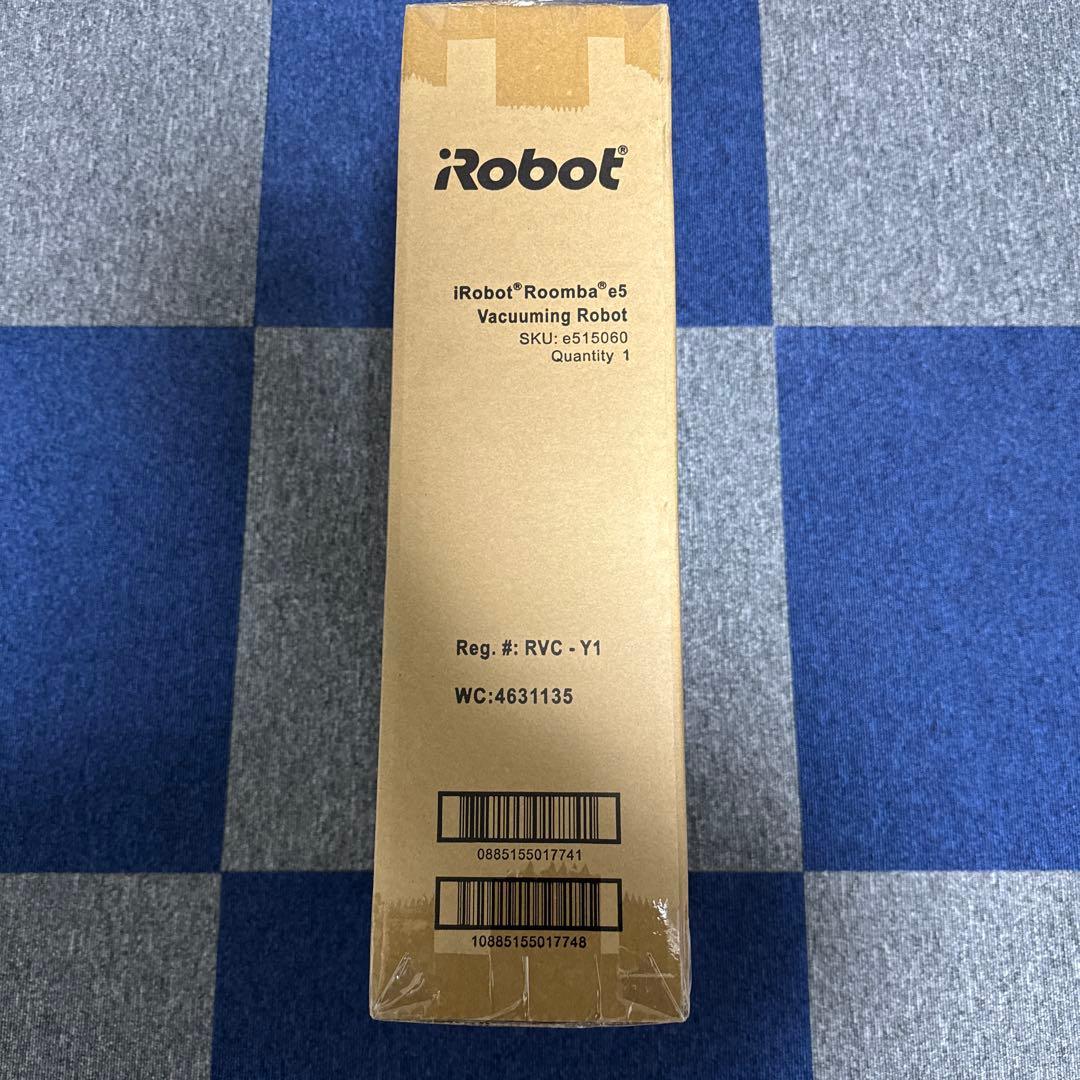 iRobot®
iRobot®Roomba®e5
Vacuuming Robot
SKU: e515060
Quantity 1
Reg. #: RVC - Y1
WC:4631135
0885155017741
10885155017748